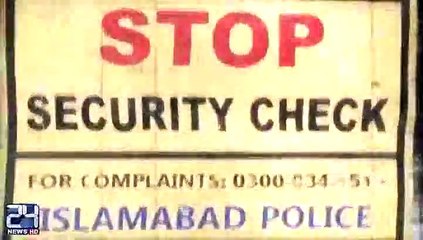 STOP
SECURITY CHECK
FOR COMPLAINTS: 0300
ISLAMABAD POLICE
24
NEWS HD